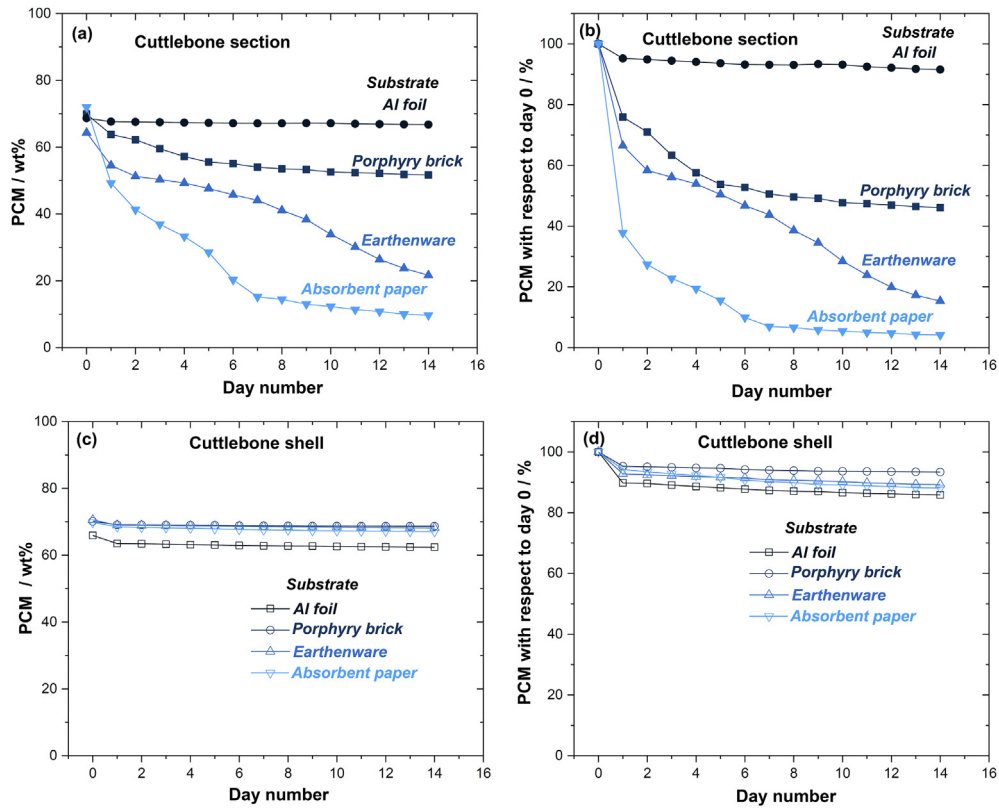 (a)
Cuttlebone section
Substrate
Al foil
Porphyry brick
Earthenware
Absorbent paper
PCM / wt%
100
80
60
40
20
0
0 2 4 6 8 10 12 14 16
Day number
(b)
Cuttlebone section
Substrate
Al foil
Porphyry brick
Earthenware
Absorbent paper
PCM with respect to day 0 / %
100
80
60
40
20
0
0 2 4 6 8 10 12 14 16
Day number
(c)
Cuttlebone shell
Substrate
Al foil
Porphyry brick
Earthenware
Absorbent paper
PCM / wt%
100
80
60
40
20
0
0 2 4 6 8 10 12 14 16
Day number
(d)
Cuttlebone shell
Substrate
Al foil
Porphyry brick
Earthenware
Absorbent paper
PCM with respect to day 0 / %
100
80
60
40
20
0
0 2 4 6 8 10 12 14 16
Day number